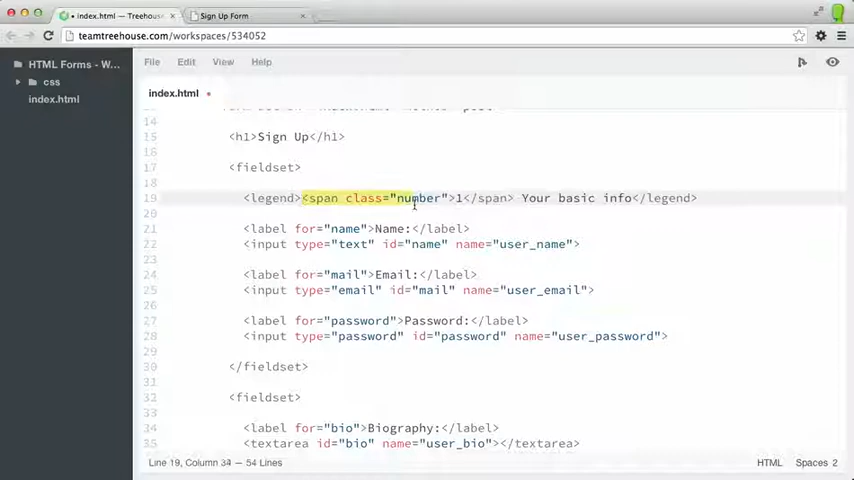 index.html — Treehouse
Sign Up Form
teamtreehouse.com/workspaces/534052
HTML Forms - W...
File Edit View Help
css
index.html
index.html
14
15 <h1>Sign Up</h1>
16
17 <fieldset>
18
19 <legend><span class="number">1</span> Your basic info</legend>
20
21 <label for="name">Name:</label>
22 <input type="text" id="name" name="user_name">
23
24 <label for="mail">Email:</label>
25 <input type="email" id="mail" name="user_email">
26
27 <label for="password">Password:</label>
28 <input type="password" id="password" name="user_password">
29
30 </fieldset>
31
32 <fieldset>
33
34 <label for="bio">Biography:</label>
35 <textarea id="bio" name="user_bio"></textarea>
Line 19, Column 34 — 54 Lines
HTML Spaces 2